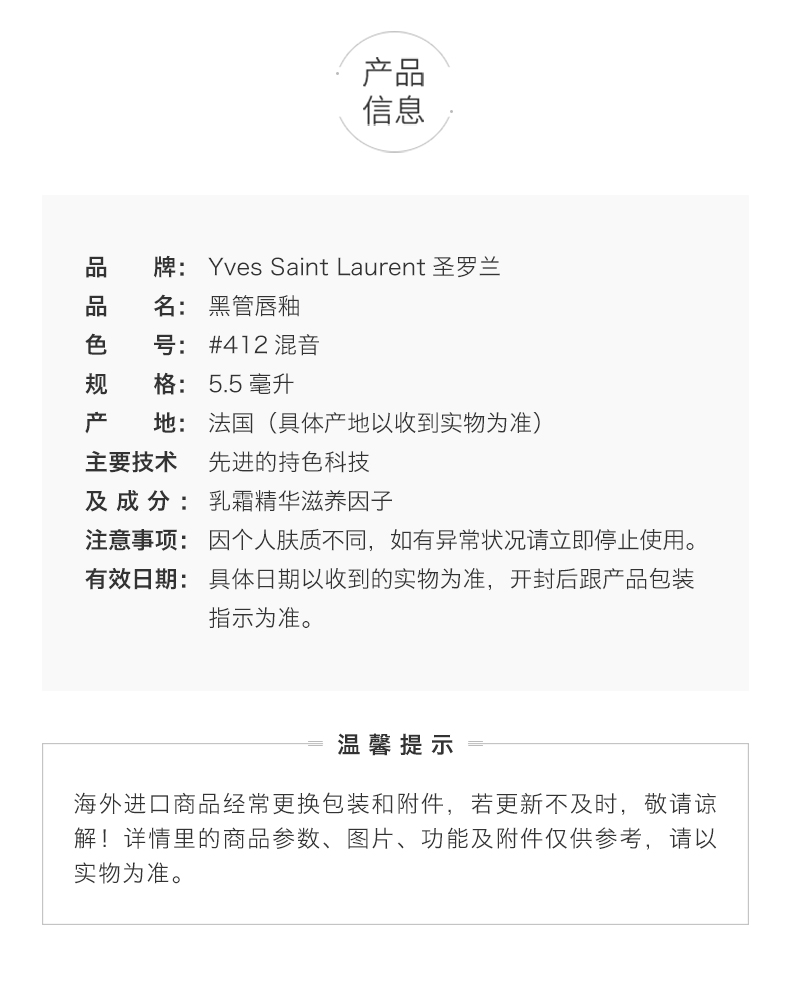 产品
信息
品 牌： Yves Saint Laurent 圣罗兰
品 名： 黑管唇釉
色 号： #412 混音
规 格： 5.5 毫升
产 地： 法国（具体产地以收到实物为准）
主要技术 先进的持色科技
及成分： 乳霜精华滋养因子
注意事项： 因个人肤质不同，如有异常状况请立即停止使用。
有效日期： 具体日期以收到的实物为准，开封后跟产品包装
指示为准。
温馨提示
海外进口商品经常更换包装和附件，若更新不及时，敬请谅
解！详情里的商品参数、图片、功能及附件仅供参考，请以
实物为准。